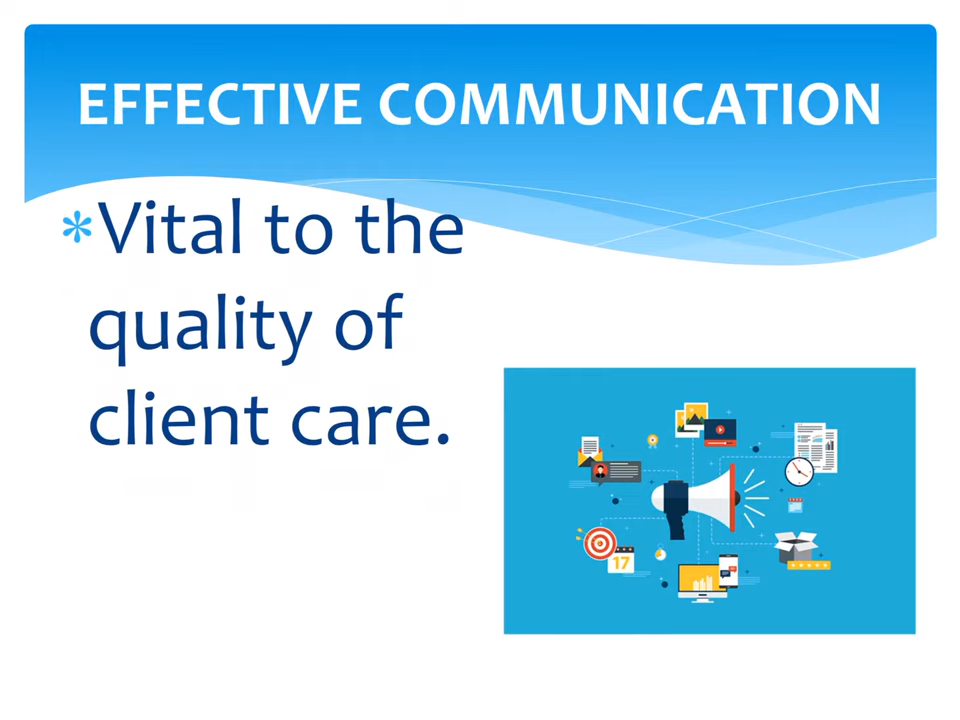 EFFECTIVE COMMUNICATION
*Vital to the
quality of
client care.
17